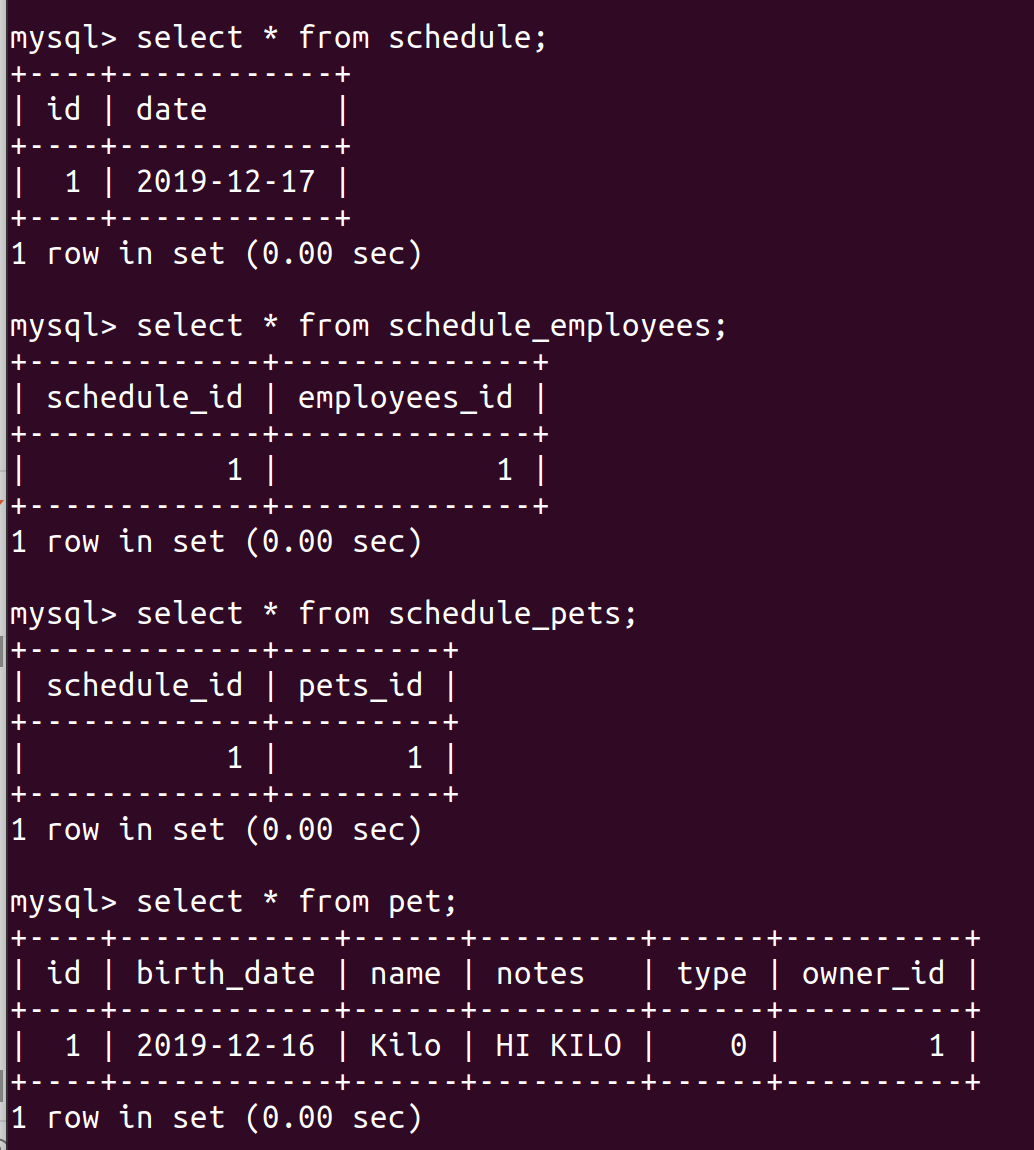 mysql> select * from schedule;
+----+------------+
| id | date       |
+----+------------+
|  1 | 2019-12-17 |
+----+------------+
1 row in set (0.00 sec)
mysql> select * from schedule_employees;
+-------------+--------------+
| schedule_id | employees_id |
+-------------+--------------+
|           1 |            1 |
+-------------+--------------+
1 row in set (0.00 sec)
mysql> select * from schedule_pets;
+-------------+---------+
| schedule_id | pets_id |
+-------------+---------+
|           1 |       1 |
+-------------+---------+
1 row in set (0.00 sec)
mysql> select * from pet;
+----+------------+------+---------+------+----------+
| id | birth_date | name | notes   | type | owner_id |
+----+------------+------+---------+------+----------+
|  1 | 2019-12-16 | Kilo | HI KILO |    0 |        1 |
+----+------------+------+---------+------+----------+
1 row in set (0.00 sec)